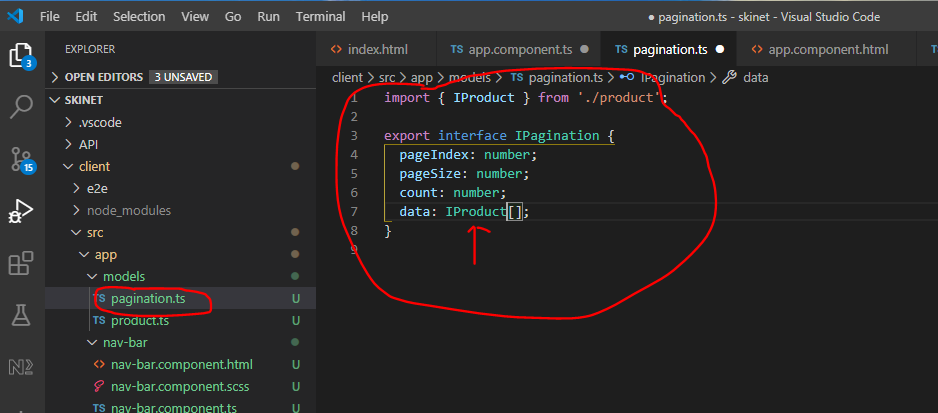 File Edit Selection View Go Run Terminal Help
● pagination.ts - skinet - Visual Studio Code
EXPLORER
index.html
TS app.component.ts
TS pagination.ts
app.component.html
TS
OPEN EDITORS 3 UNSAVED
client > src > app > models > TS pagination.ts > IPagination > data
SKINET
.vscode
API
client
e2e
node_modules
src
app
models
TS pagination.ts U
TS product.ts U
nav-bar
nav-bar.component.html U
nav-bar.component.scss U
TS nav-bar.component.ts U
3
15
1 import { IProduct } from './product';
2
3 export interface IPagination {
4 pageIndex: number;
5 pageSize: number;
6 count: number;
7 data: IProduct[];
8 }
9